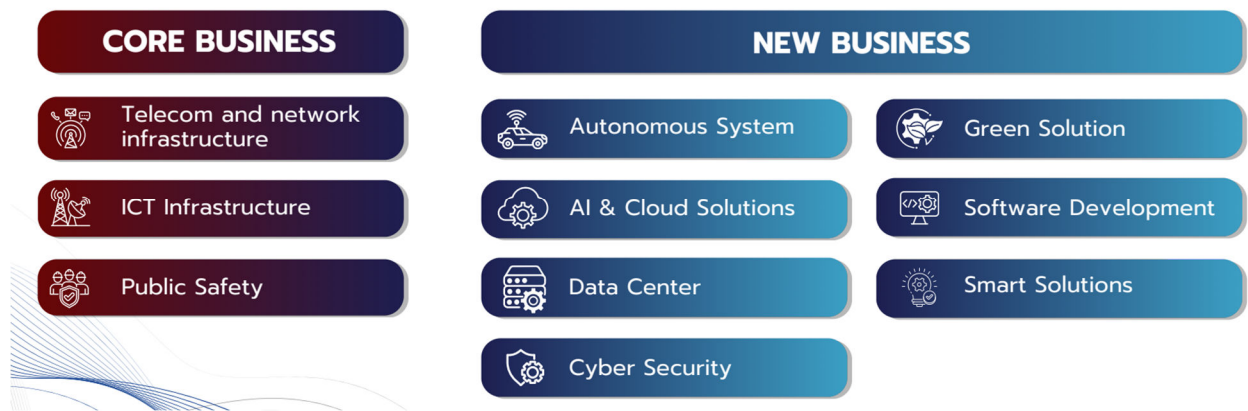 CORE BUSINESS
Telecom and network
infrastructure
ICT Infrastructure
Public Safety
NEW BUSINESS
Autonomous System
AI & Cloud Solutions
Data Center
Cyber Security
Green Solution
Software Development
Smart Solutions